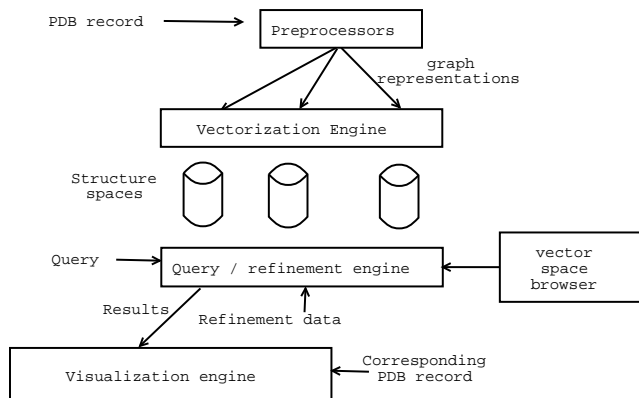 PDB record
Preprocessors
graph
representations
Vectorization Engine
Structure
spaces
Query
Query / refinement engine
vector
space
browser
Results
Refinement data
Visualization engine
Corresponding
PDB record